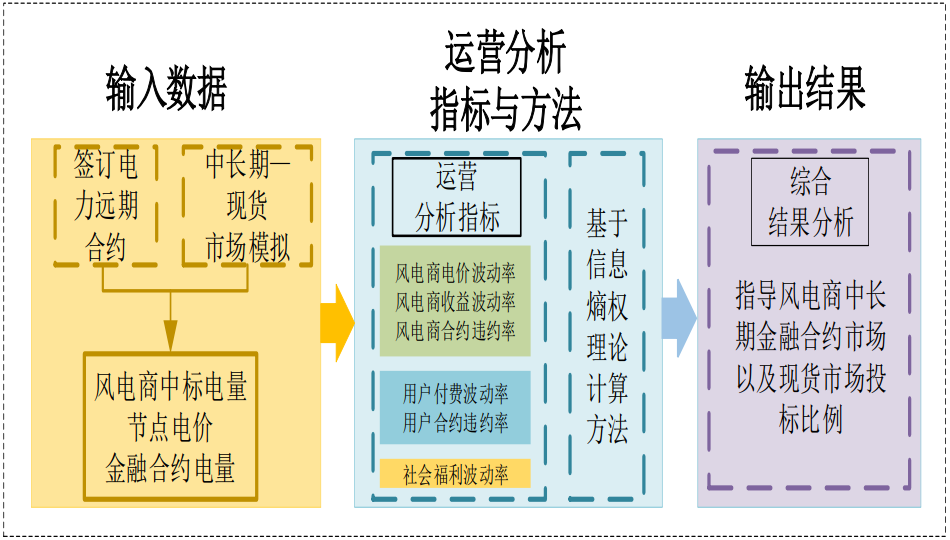 输入数据
签订电
力远期
合约
中长期—
现货
市场模拟
风电商中标电量
节点电价
金融合约电量
运营分析
指标与方法
运营
分析指标
风电商电价波动率
风电商收益波动率
风电商合约违约率
用户付费波动率
用户合约违约率
社会福利波动率
基于
信息
熵权
理论
计算
方法
输出结果
综合
结果分析
指导风电商中长
期金融合约市场
以及现货市场投
标比例